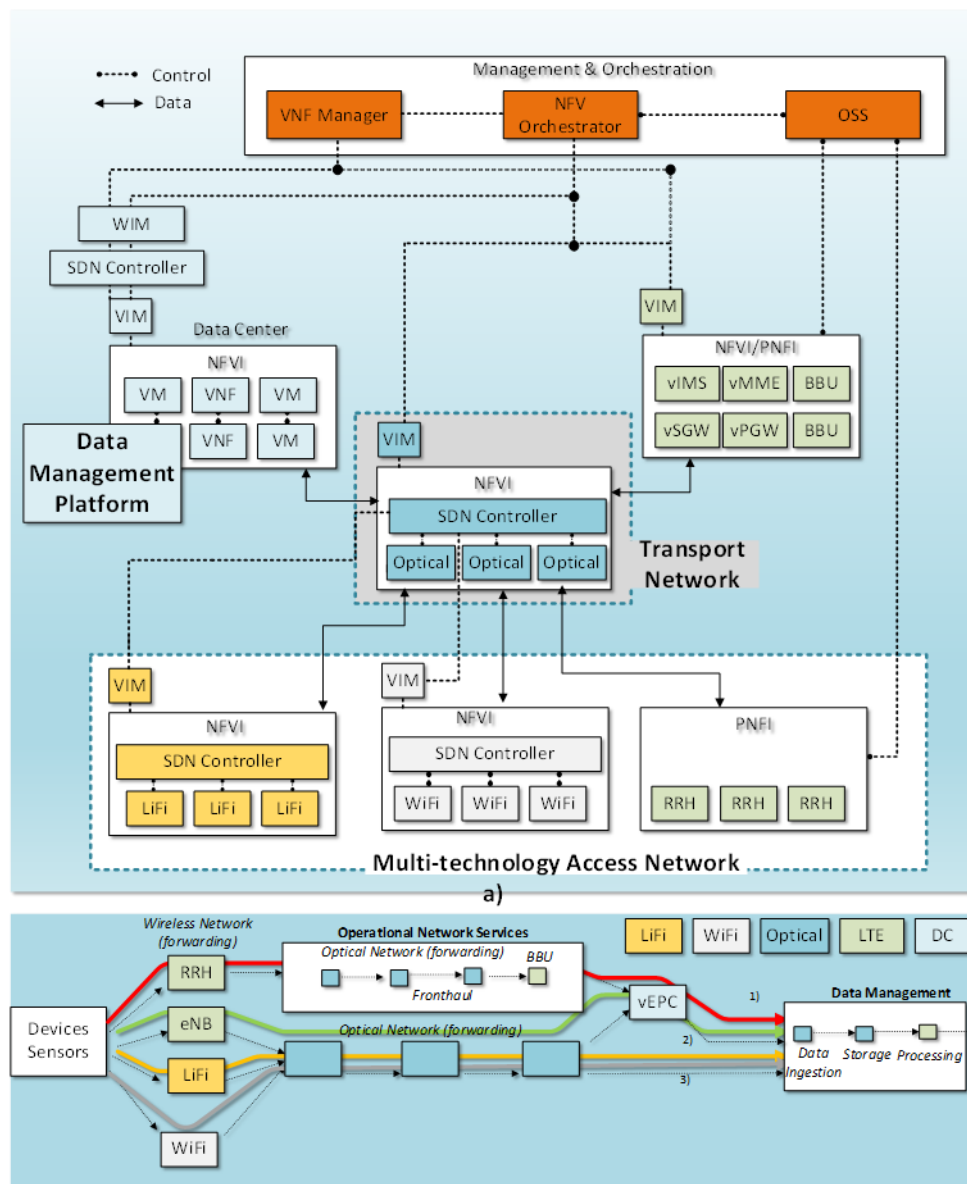 Control
Data
Management & Orchestration
VNF Manager
NFV
Orchestrator
OSS
WIM
SDN Controller
VIM
Data Center
NFVI
VM
VNF
VM
VNF
VM
Data
Management
Platform
VIM
NFVI/PNFI
vIMS
vMME
BBU
vSGW
vPGW
BBU
VIM
NFVI
SDN Controller
Optical
Optical
Optical
Transport
Network
VIM
NFVI
SDN Controller
LiFi
LiFi
LiFi
VIM
NFVI
SDN Controller
WiFi
WiFi
WiFi
PNFI
RRH
RRH
RRH
Multi-technology Access Network
a)
Wireless Network
(forwarding)
Operational Network Services
LiFi
WiFi
Optical
LTE
DC
Optical Network (forwarding)
BBU
Fronthaul
RRH
eNB
LiFi
WiFi
Devices
Sensors
Optical Network (forwarding)
vEPC
1)
2)
3)
Data Management
Data
Ingestion
Storage
Processing